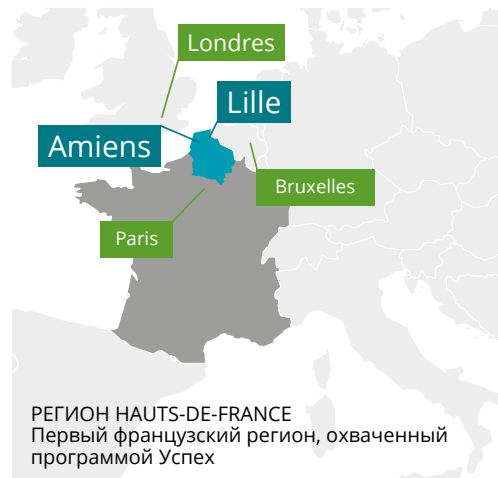 Londres
Lille
Amiens
Bruxelles
Paris
РЕГИОН HAUTS-DE-FRANCE
Первый французский регион, охваченный
программой Успех